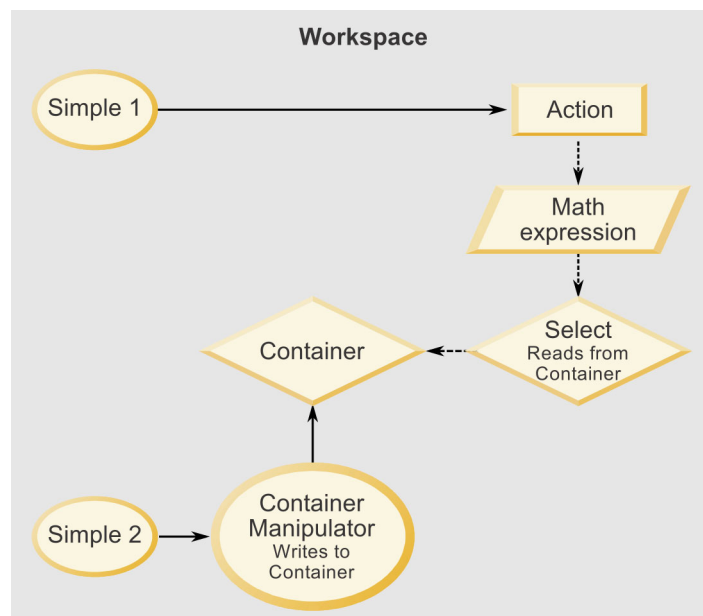 Workspace
Simple 1
Action
Math
expression
Container
Select
Reads from
Container
Simple 2
Container
Manipulator
Writes to
Container